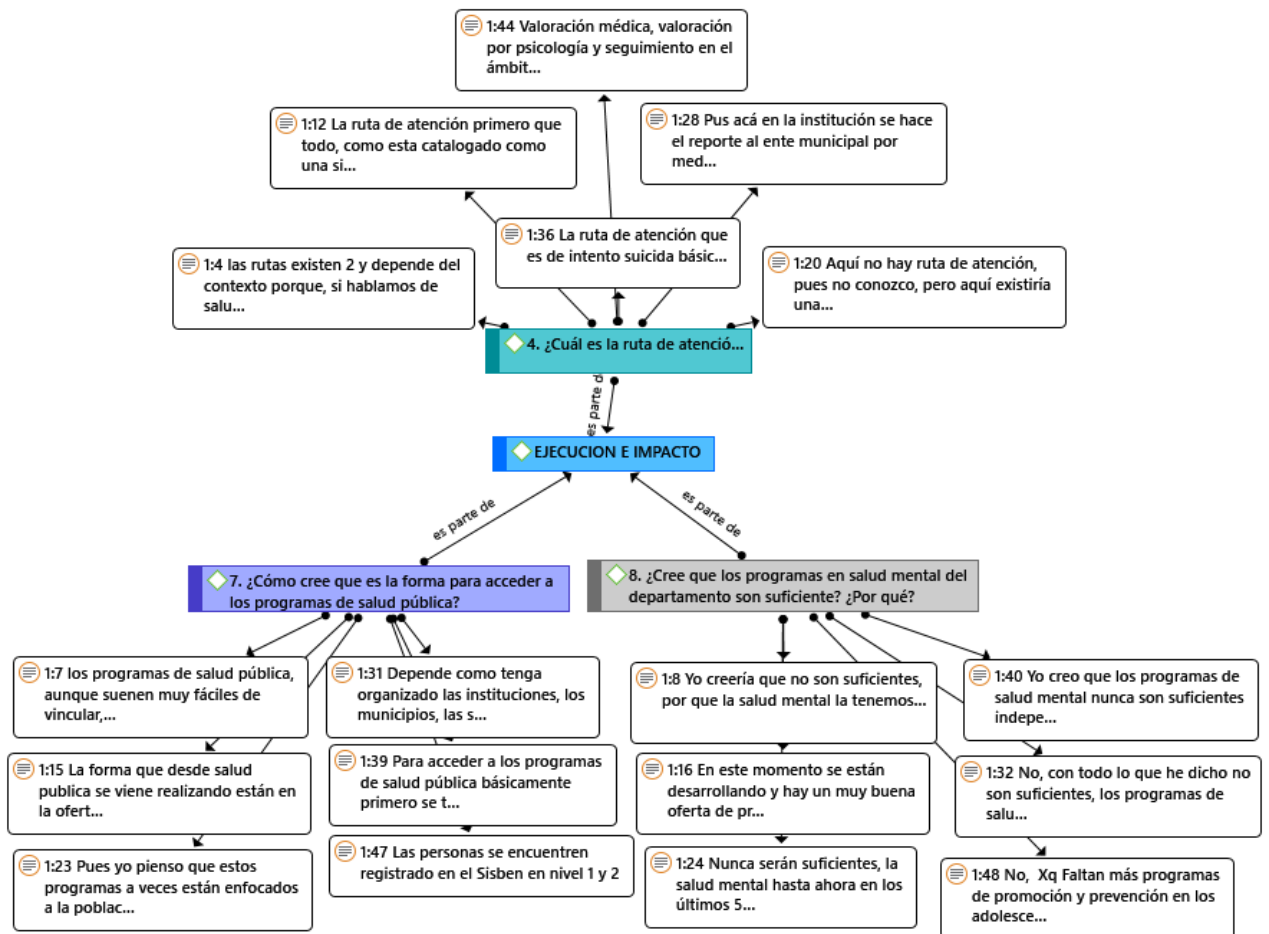 1:44 Valoración médica, valoración
por psicología y seguimiento en el
ámbit...
1:12 La ruta de atención primero que
todo, como esta catalogado como
una si...
1:28 Pus acá en la institución se hace
el reporte al ente municipal por
med...
1:36 La ruta de atención que
es de intento suicida básic...
1:4 las rutas existen 2 y depende del
contexto porque, si hablamos de
salu...
1:20 Aquí no hay ruta de atención,
pues no conozco, pero aquí existiría
una...
4. ¿Cuál es la ruta de atenció...
es parte de
EJECUCION E IMPACTO
es parte de
es parte de
7. ¿Cómo cree que es la forma para acceder a
los programas de salud pública?
8. ¿Cree que los programas en salud mental del
departamento son suficiente? ¿Por qué?
1:7 los programas de salud pública,
aunque suenen muy fáciles de
vincular,...
1:31 Depende como tenga
organizado las instituciones, los
municipios, las s...
1:8 Yo creería que no son suficientes,
por que la salud mental la tenemos...
1:40 Yo creo que los programas de
salud mental nunca son suficientes
indepe...
1:15 La forma que desde salud
publica se viene realizando están en
la ofert...
1:39 Para acceder a los programas
de salud pública básicamente
primero se t...
1:16 En este momento se están
desarrollando y hay un muy buena
oferta de pr...
1:32 No, con todo lo que he dicho no
son suficientes, los programas de
salu...
1:23 Pues yo pienso que estos
programas a veces están enfocados
a la poblac...
1:47 Las personas se encuentren
registrado en el Sisben en nivel 1 y 2
1:24 Nunca serán suficientes, la
salud mental hasta ahora en los
últimos 5...
1:48 No, Xq Faltan más programas
de promoción y prevención en los
adolesce...